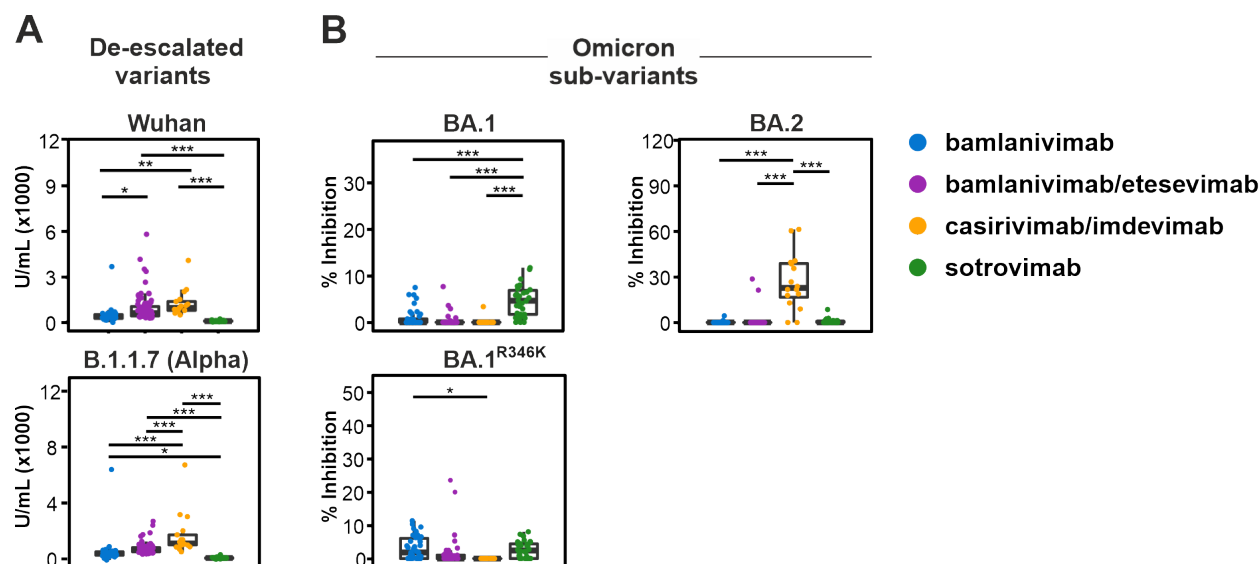 A
De-escalated
variants
B
Omicron
sub-variants
Wuhan
U/mL (x1000)
12
9
6
3
0
***
**
***
*
BA.1
% Inhibition
30
20
10
0
***
***
***
BA.2
% Inhibition
120
90
60
30
0
***
***
***
bamlanivimab
bamlanivimab/etesevimab
casirivimab/imdevimab
sotrovimab
B.1.1.7 (Alpha)
U/mL (x1000)
12
8
4
0
***
***
***
***
*
BA.1R346K
% Inhibition
50
40
30
20
10
0
*